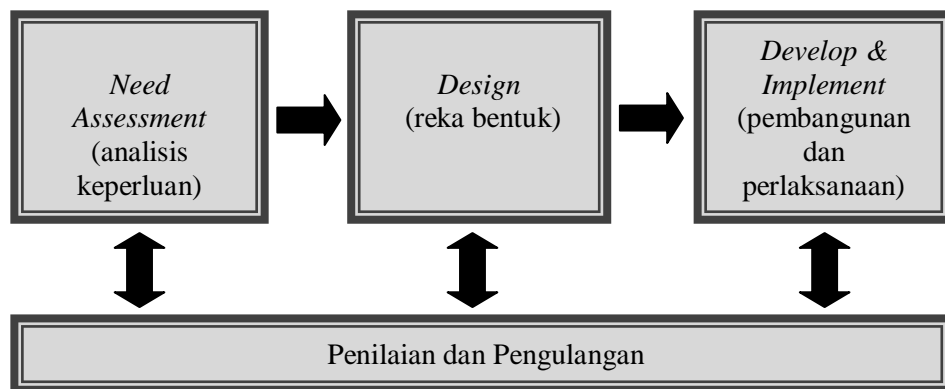 Need
Assessment
(analisis
keperluan)
Design
(reka bentuk)
Develop &
Implement
(pembangunan
dan
perlaksanaan)
Penilaian dan Pengulangan